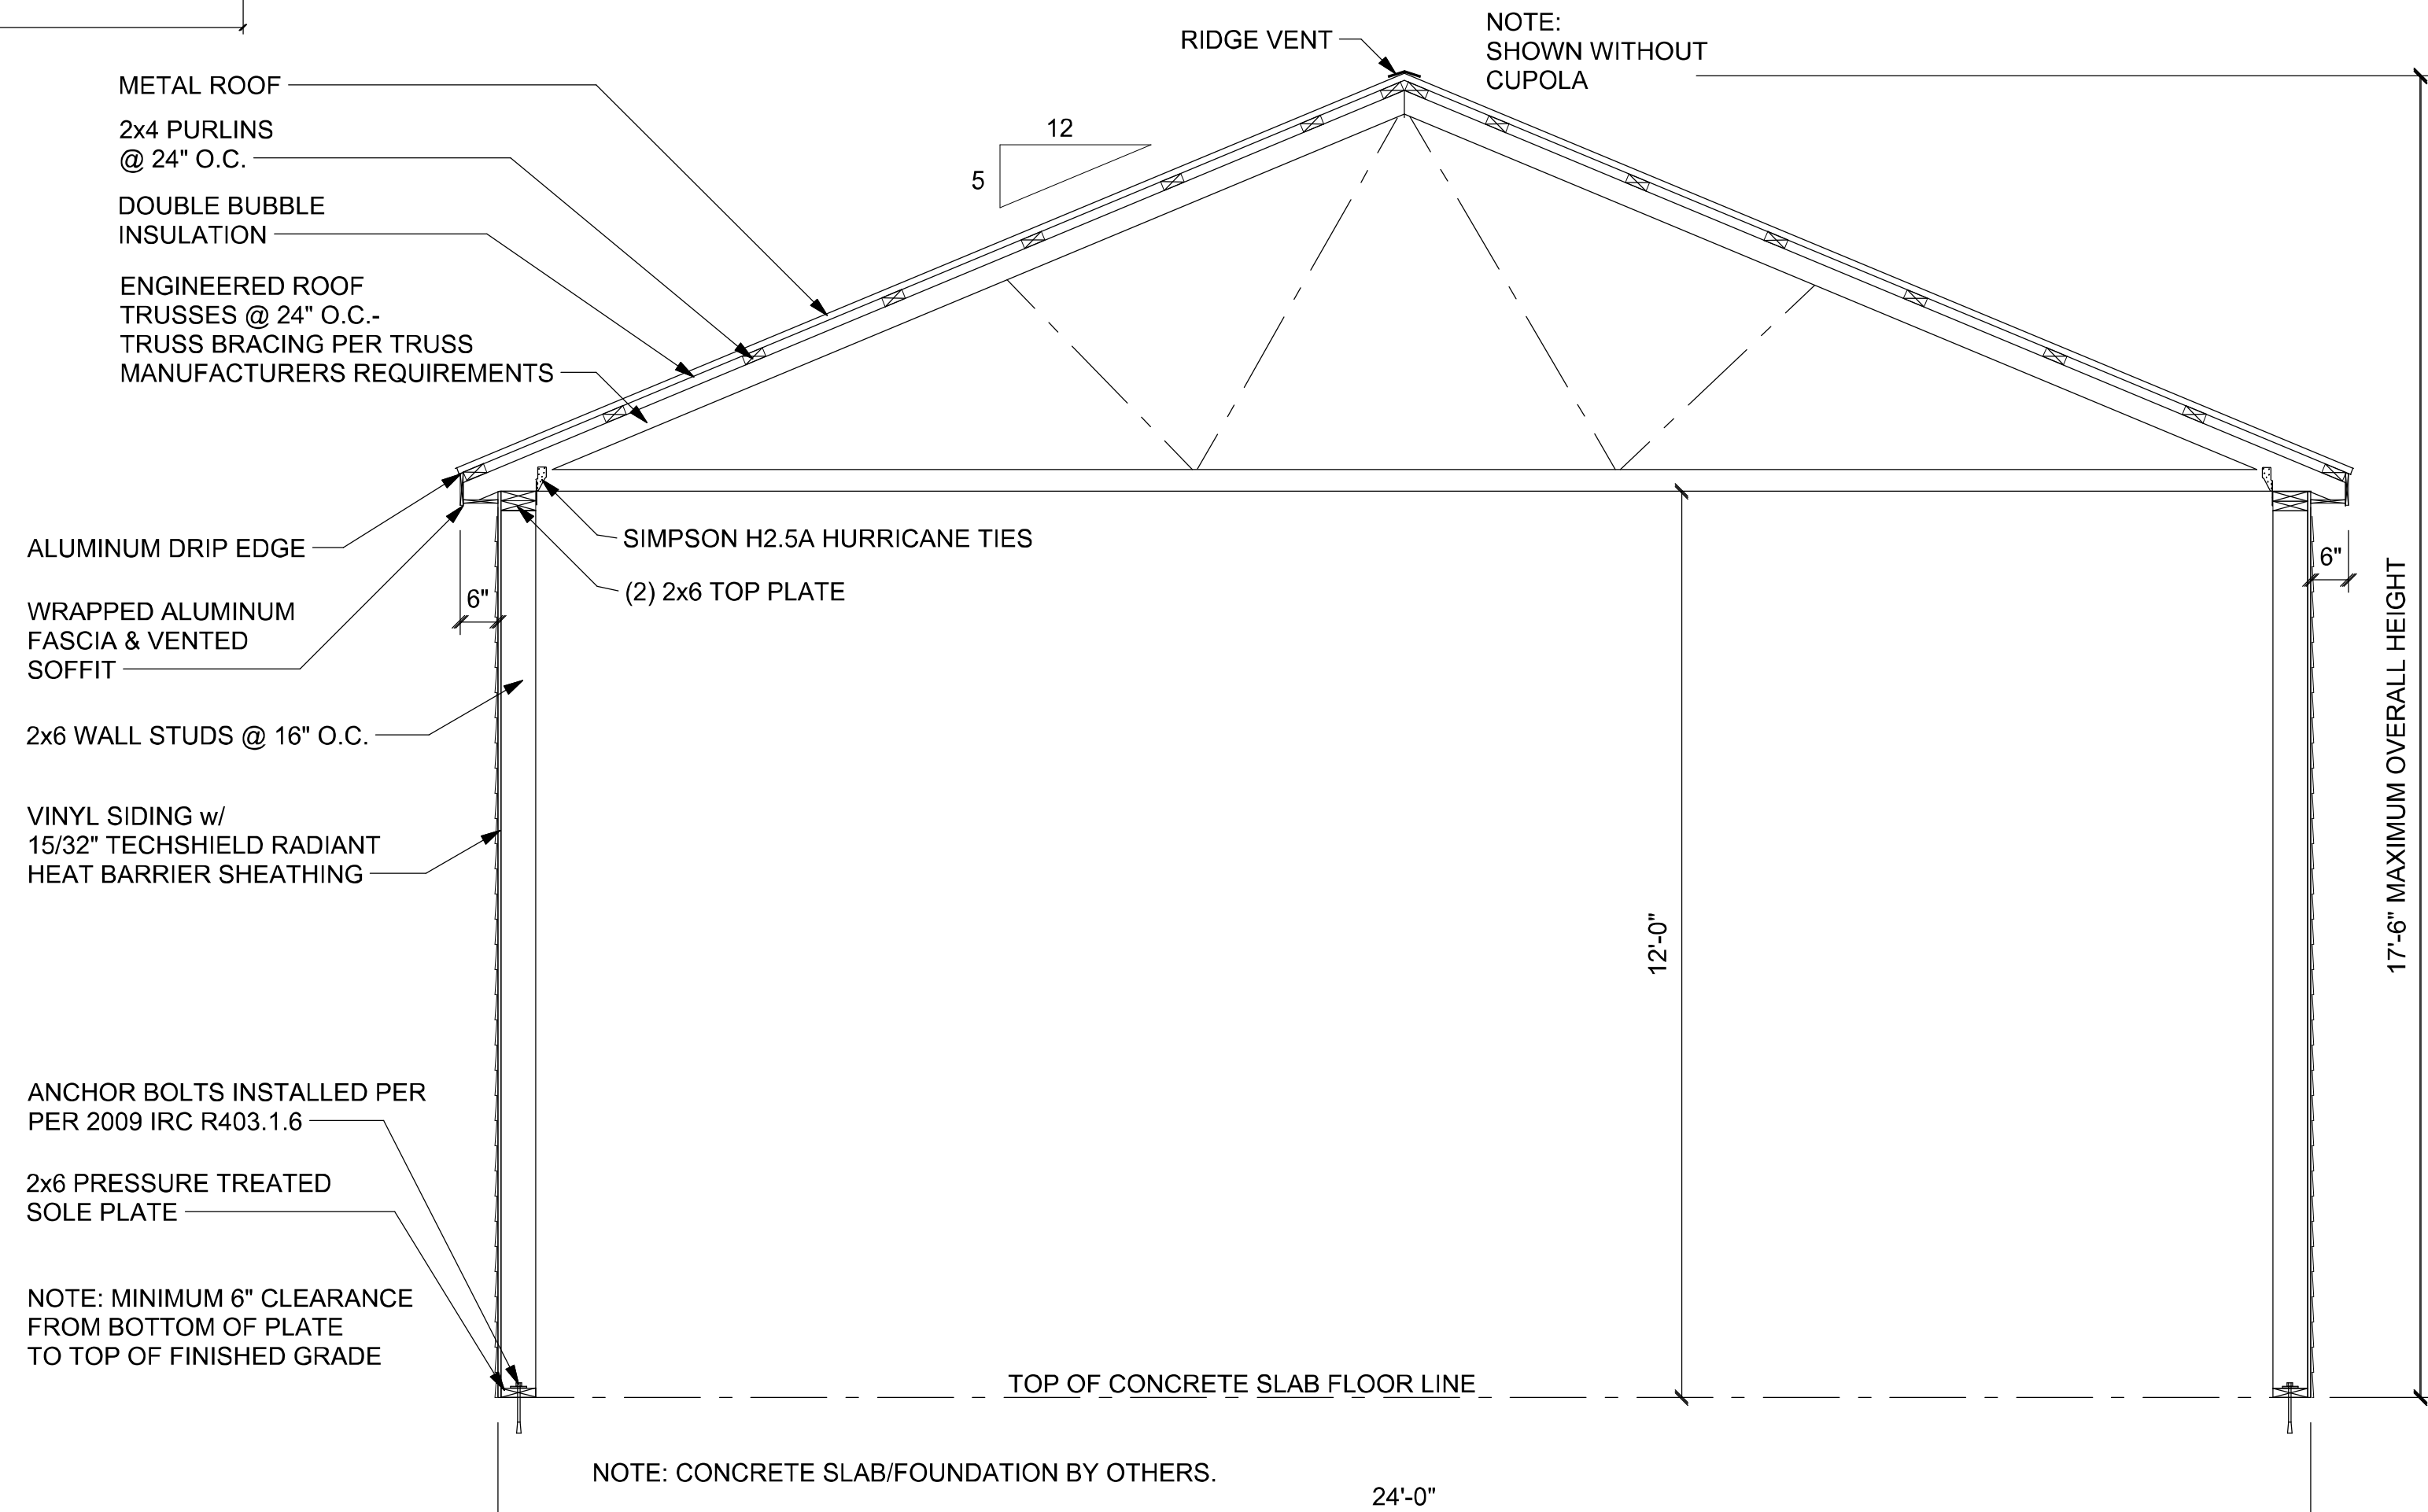 RIDGE VENT
NOTE:
SHOWN WITHOUT
CUPOLA
METAL ROOF
2x4 PURLINS
@ 24" O.C.
DOUBLE BUBBLE
INSULATION
ENGINEERED ROOF
TRUSSES @ 24" O.C.-
TRUSS BRACING PER TRUSS
MANUFACTURERS REQUIREMENTS
12
5
ALUMINUM DRIP EDGE
SIMPSON H2.5A HURRICANE TIES
(2) 2x6 TOP PLATE
6"
6"
WRAPPED ALUMINUM
FASCIA & VENTED
SOFFIT
2x6 WALL STUDS @ 16" O.C.
VINYL SIDING w/
15/32" TECHSHIELD RADIANT
HEAT BARRIER SHEATHING
12'-0"
17'-6" MAXIMUM OVERALL HEIGHT
ANCHOR BOLTS INSTALLED PER
PER 2009 IRC R403.1.6
2x6 PRESSURE TREATED
SOLE PLATE
NOTE: MINIMUM 6" CLEARANCE
FROM BOTTOM OF PLATE
TO TOP OF FINISHED GRADE
TOP OF CONCRETE SLAB FLOOR LINE
NOTE: CONCRETE SLAB/FOUNDATION BY OTHERS.
24'-0"